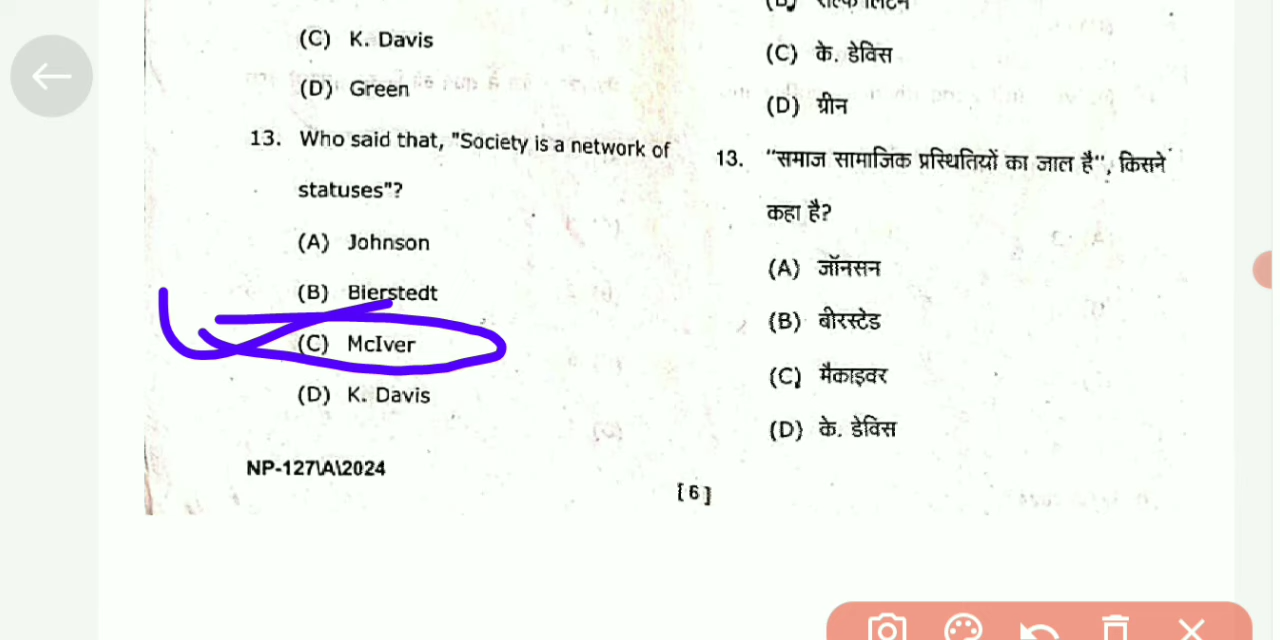 (C) K. Davis
(D) Green
13. Who said that, "Society is a network of
statuses"?
(A) Johnson
(B) Bierstedt
(C) McIver
(D) K. Davis
NP-127\A\2024
(C) के. डेविस
(D) ग्रीन
13. "समाज सामाजिक प्रस्थितियों का जाल है", किसने
कहा है?
(A) जॉनसन
(B) बीरस्टेड
(C) मैकाइवर
(D) के. डेविस
[6]